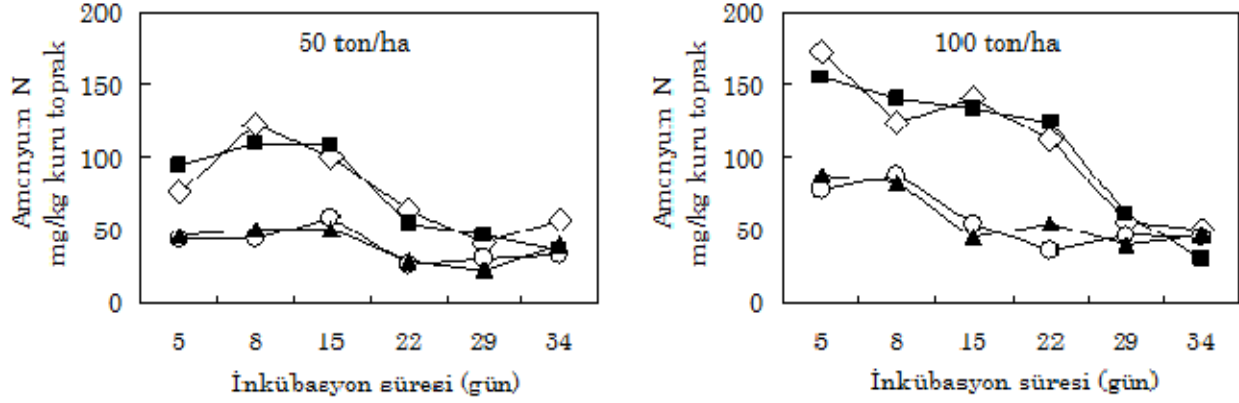 Amonyum N
mg/kg kuru toprak
200
150
100
50
0
50 ton/ha
5 8 15 22 29 34
İnkübasyon süresi (gün)
Amonyum N
mg/kg kuru toprak
200
150
100
50
0
100 ton/ha
5 8 15 22 29 34
İnkübasyon süresi (gün)